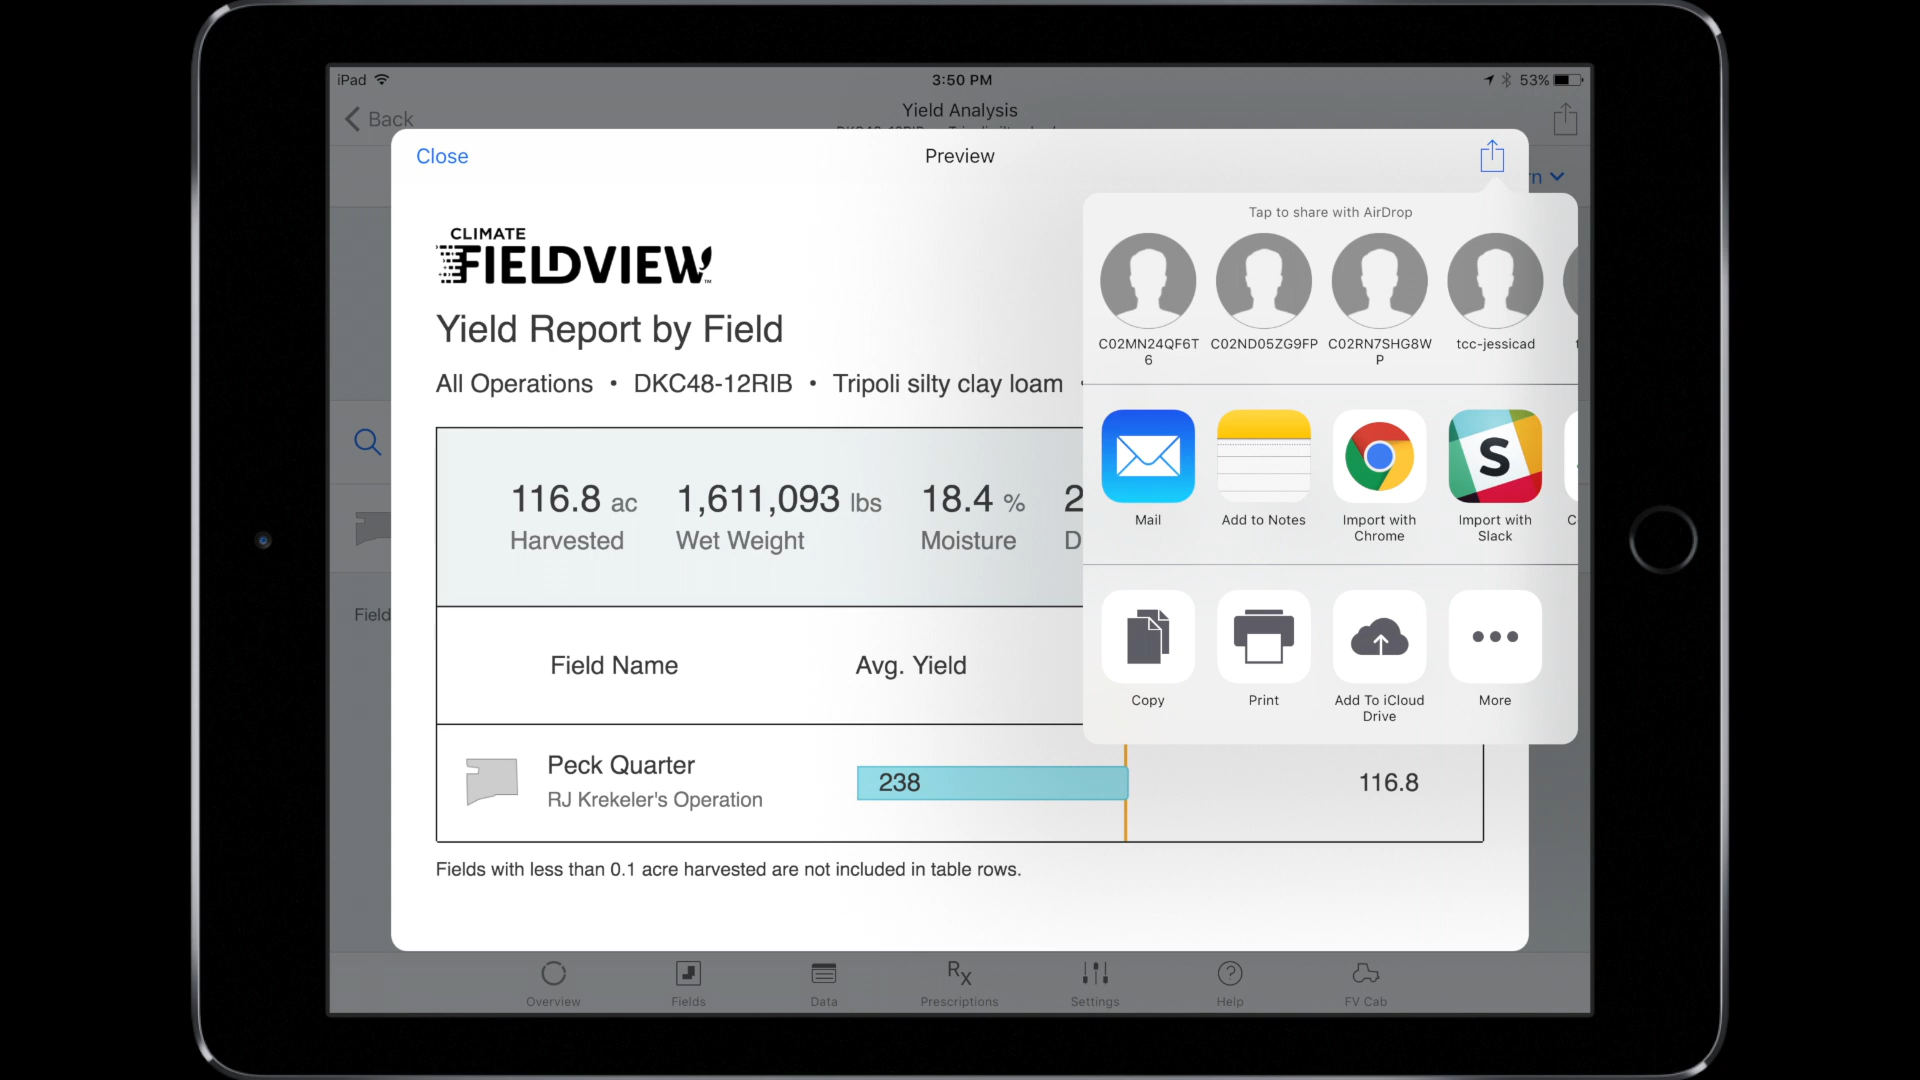 iPad
3:50 PM
53%
Back
Yield Analysis
Close
Preview
Tap to share with AirDrop
CLIMATE
FIELDVIEW™
Yield Report by Field
All Operations • DKC48-12RIB • Tripoli silty clay loam •
C02MN24QF6T
6
C02ND05ZG9FP
C02RN7SHG8W
P
tcc-jessicad
116.8 ac
Harvested
1,611,093 lbs
Wet Weight
18.4 %
Moisture
Mail
Add to Notes
Import with
Chrome
S
Import with
Slack
Field
Field Name
Avg. Yield
Copy
Print
Add To iCloud
Drive
More
Peck Quarter
RJ Krekeler's Operation
238
116.8
Fields with less than 0.1 acre harvested are not included in table rows.
Overview
Fields
Data
Rx
Prescriptions
Settings
?
Help
FV Cab